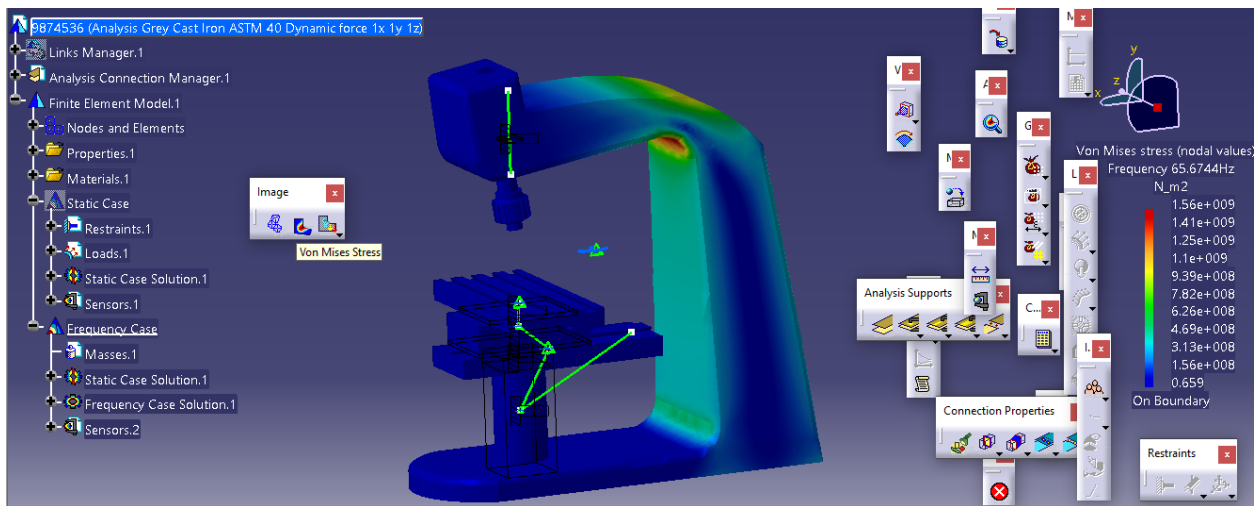 9874536 (Analysis Grey Cast Iron ASTM 40 Dynamic force 1x 1y 1z)
Links Manager.1
Analysis Connection Manager.1
Finite Element Model.1
Nodes and Elements
Properties.1
Materials.1
Static Case
Restraints.1
Loads.1
Static Case Solution.1
Sensors.1
Frequency Case
Masses.1
Static Case Solution.1
Frequency Case Solution.1
Sensors.2
Image x
Von Mises Stress
V x
A x
M x
G x
M... x
L x
M x
Analysis Supports x
C... x
I. x
Connection Properties x
Restraints x
y
z
x
Von Mises stress (nodal values)
Frequency 65.6744Hz
N_m2
1.56e+009
1.41e+009
1.25e+009
1.1e+009
9.39e+008
7.82e+008
6.26e+008
4.69e+008
3.13e+008
1.56e+008
0.659
On Boundary